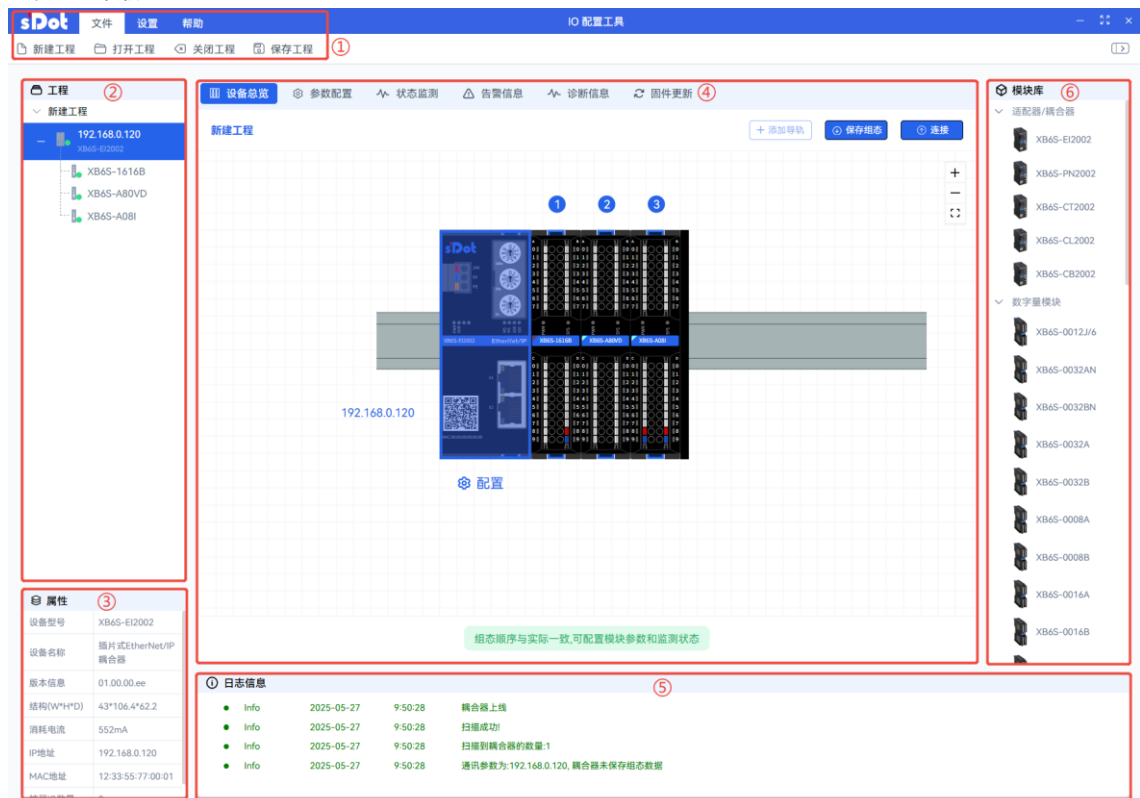 sDot 文件 设置 帮助 IO 配置工具
新建工程 打开工程 关闭工程 保存工程 ①
工程 ②
新建工程
192.168.0.120
XB6S-EI2002
XB6S-1616B
XB6S-A80VD
XB6S-A08I
属性 ③
设备型号 XB6S-EI2002
设备名称 插片式EtherNet/IP
耦合器
版本信息 01.00.00.ee
结构(W*H*D) 43*106.4*62.2
消耗电流 552mA
IP地址 192.168.0.120
MAC地址 12:33:55:77:00:01
设备总览 参数配置 状态监测 告警信息 诊断信息 固件更新 ④
新建工程 + 添加导轨 保存组态 连接
1 2 3
sDot
XB6S-EI2002 EtherNet/IP XB6S-1616B XB6S-A80VD XB6S-A08I
192.168.0.120
配置
组态顺序与实际一致,可配置模块参数和监测状态
日志信息 ⑤
Info 2025-05-27 9:50:28 耦合器上线
Info 2025-05-27 9:50:28 扫描成功!
Info 2025-05-27 9:50:28 扫描到耦合器的数量:1
Info 2025-05-27 9:50:28 通讯参数为:192.168.0.120, 耦合器未保存组态数据
模块库 ⑥
适配器/耦合器
XB6S-EI2002
XB6S-PN2002
XB6S-CT2002
XB6S-CL2002
XB6S-CB2002
数字量模块
XB6S-0012J/6
XB6S-0032AN
XB6S-0032BN
XB6S-0032A
XB6S-0032B
XB6S-0008A
XB6S-0008B
XB6S-0016A
XB6S-0016B